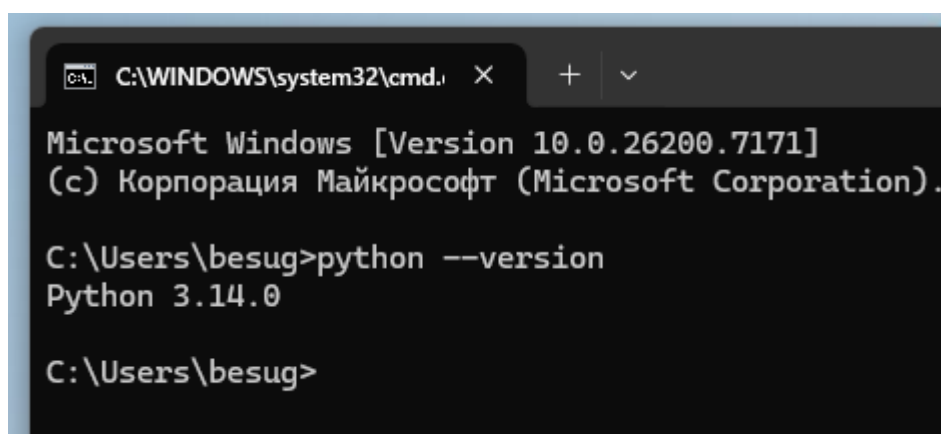 C:\WINDOWS\system32\cmd.
Microsoft Windows [Version 10.0.26200.7171]
(c) Корпорация Майкрософт (Microsoft Corporation).
C:\Users\besug>python --version
Python 3.14.0
C:\Users\besug>